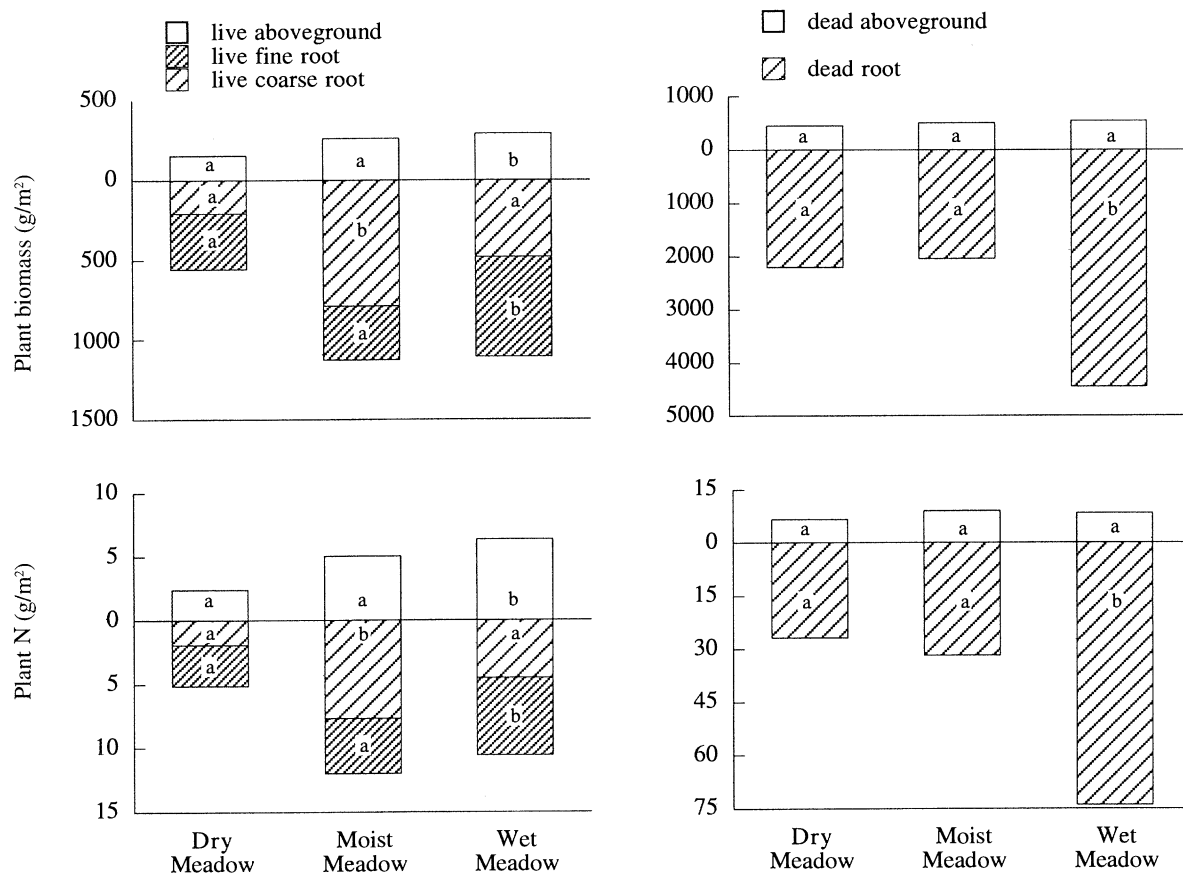 live aboveground
live fine root
live coarse root
dead aboveground
dead root
Plant biomass (g/m²)
500
0
500
1000
1500
a
a
a
a
b
a
b
a
b
1000
0
1000
2000
3000
4000
5000
a
a
a
a
a
b
Plant N (g/m²)
10
5
0
5
10
15
a
a
a
a
b
a
b
a
b
15
0
15
30
45
60
75
a
a
a
a
a
b
Dry
Meadow
Moist
Meadow
Wet
Meadow
Dry
Meadow
Moist
Meadow
Wet
Meadow